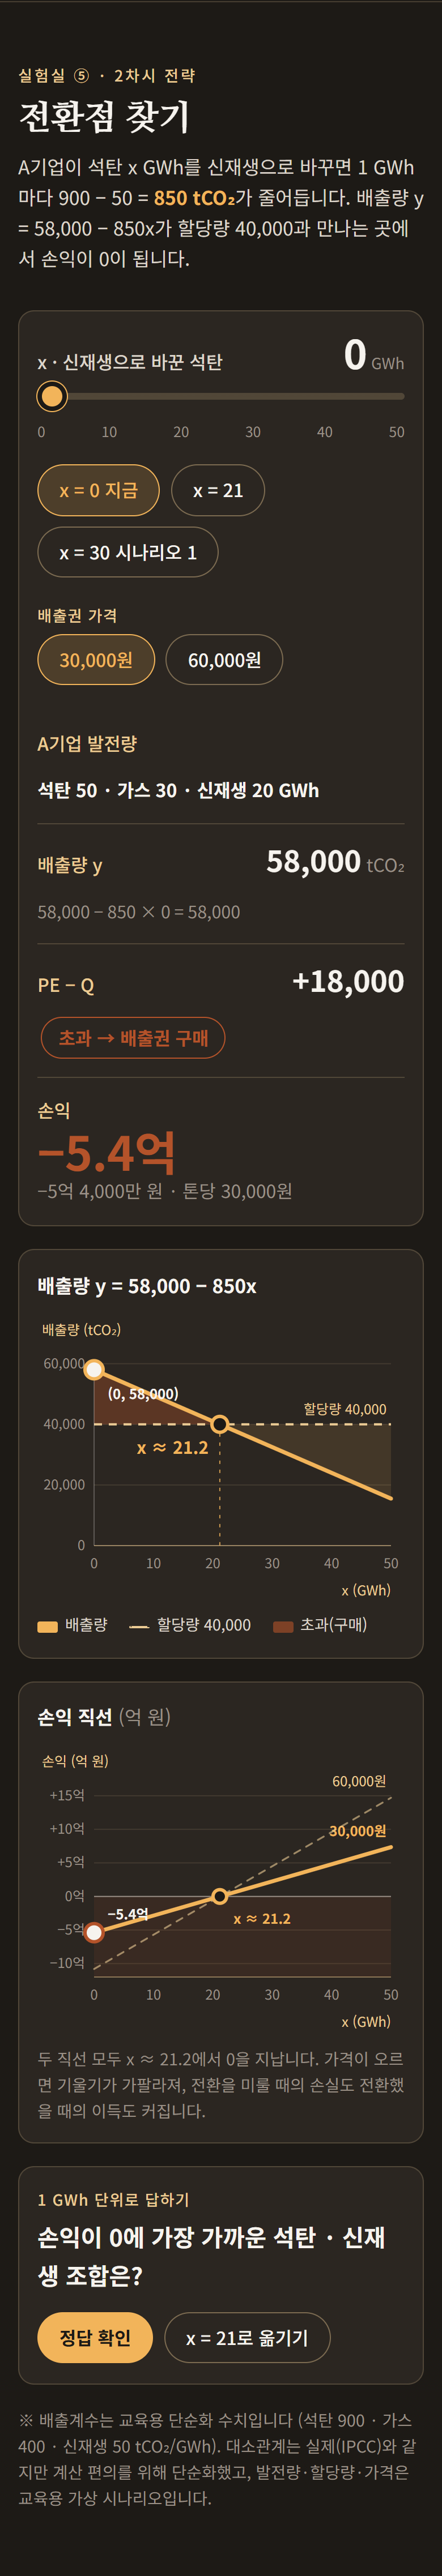 실험실 ⑤ · 2차시 전략
전환점 찾기
A기업이 석탄 x GWh를 신재생으로 바꾸면 1 GWh
마다 900 − 50 = 850 tCO₂가 줄어듭니다. 배출량 y
= 58,000 − 850x가 할당량 40,000과 만나는 곳에
서 손익이 0이 됩니다.
x · 신재생으로 바꾼 석탄 0 GWh
0 10 20 30 40 50
x = 0 지금 x = 21
x = 30 시나리오 1
배출권 가격
30,000원 60,000원
A기업 발전량
석탄 50 · 가스 30 · 신재생 20 GWh
배출량 y 58,000 tCO₂
58,000 − 850 × 0 = 58,000
PE − Q +18,000
초과 → 배출권 구매
손익
−5.4억
−5억 4,000만 원 · 톤당 30,000원
배출량 y = 58,000 − 850x
배출량 (tCO₂)
60,000
(0, 58,000)
할당량 40,000
40,000
x ≈ 21.2
20,000
0
0 10 20 30 40 50
x (GWh)
배출량 할당량 40,000 초과(구매)
손익 직선 (억 원)
손익 (억 원)
60,000원
+15억
+10억
30,000원
+5억
0억
−5.4억
x ≈ 21.2
−5억
−10억
0 10 20 30 40 50
x (GWh)
두 직선 모두 x ≈ 21.2에서 0을 지납니다. 가격이 오르
면 기울기가 가팔라져, 전환을 미룰 때의 손실도 전환했
을 때의 이득도 커집니다.
1 GWh 단위로 답하기
손익이 0에 가장 가까운 석탄 · 신재
생 조합은?
정답 확인 x = 21로 옮기기
※ 배출계수는 교육용 단순화 수치입니다 (석탄 900 · 가스
400 · 신재생 50 tCO₂/GWh). 대소관계는 실제(IPCC)와 같
지만 계산 편의를 위해 단순화했고, 발전량·할당량·가격은
교육용 가상 시나리오입니다.